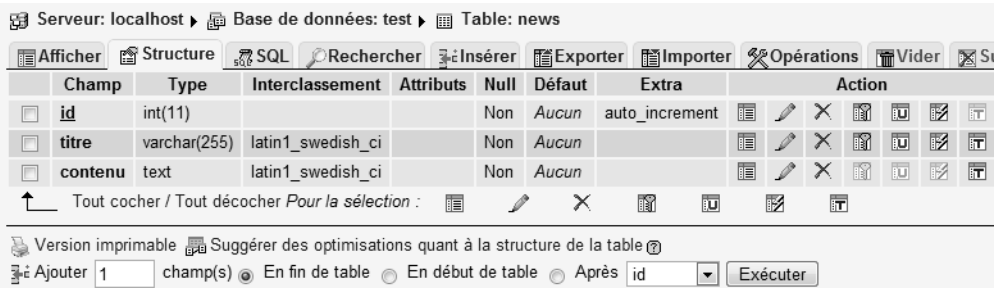 Serveur: localhost Base de données: test Table: news
Afficher Structure SQL Rechercher Insérer Exporter Importer Opérations Vider
Champ Type Interclassement Attributs Null Défaut Extra Action
id int(11) Non Aucun auto_increment
titre varchar(255) latin1_swedish_ci Non Aucun
contenu text latin1_swedish_ci Non Aucun
Tout cocher / Tout décocher Pour la sélection :
Version imprimable Suggérer des optimisations quant à la structure de la table
Ajouter 1 champ(s) En fin de table En début de table Après id Exécuter